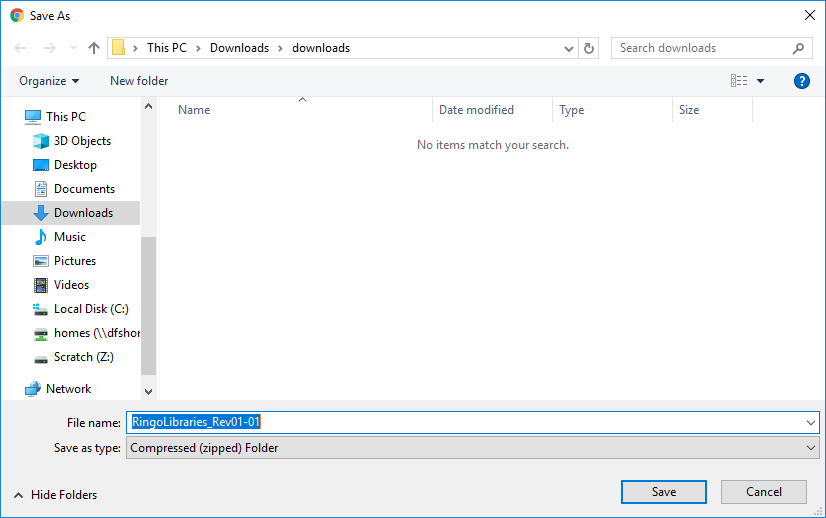 Save As
This PC Downloads downloads
Search downloads
Organize New folder
?
Name Date modified Type Size
No items match your search.
This PC
3D Objects
Desktop
Documents
Downloads
Music
Pictures
Videos
Local Disk (C:)
homes (\\dfshor
Scratch (Z:)
Network
File name: RingoLibraries_Rev01-01
Save as type: Compressed (zipped) Folder
Hide Folders Save Cancel